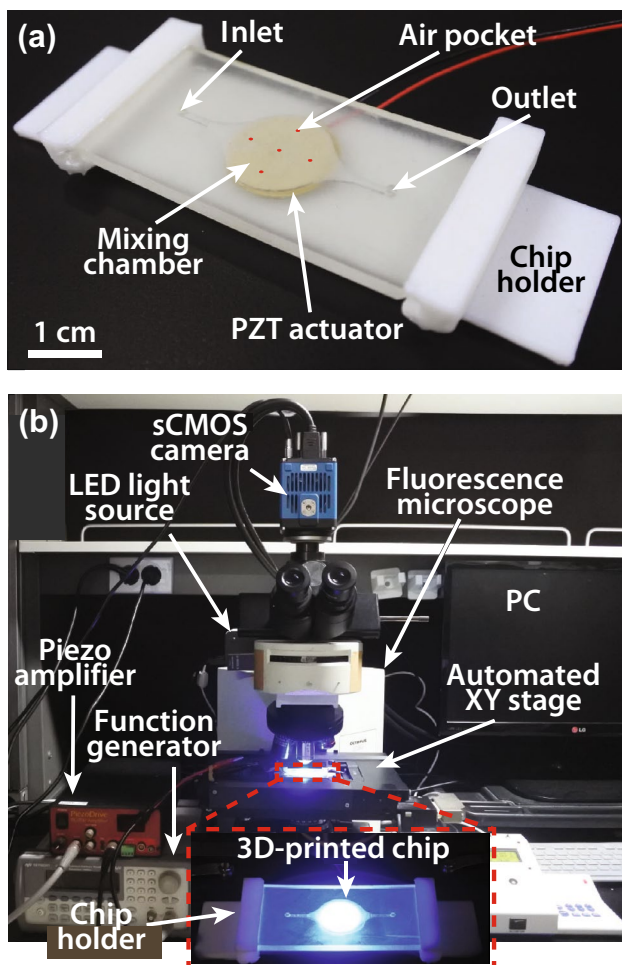 (a)
Inlet
Air pocket
Outlet
Mixing
chamber
PZT actuator
Chip
holder
1 cm
(b)
sCMOS
camera
LED light
source
Fluorescence
microscope
PC
Piezo
amplifier
Automated
XY stage
Function
generator
LG
3D-printed chip
Chip
holder